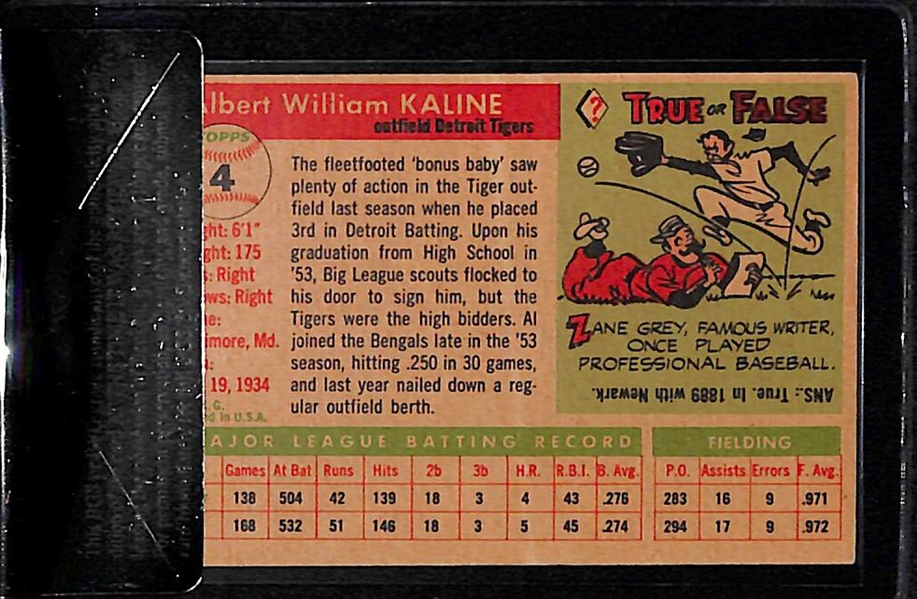 Albert William KALINE
outfield Detroit Tigers
TOPPS
4
ght: 6'1"
ght: 175
s: Right
ows: Right
e:
imore, Md.
:
19, 1934
. G.
ed in U.S.A.
The fleetfooted 'bonus baby' saw
plenty of action in the Tiger out-
field last season when he placed
3rd in Detroit Batting. Upon his
graduation from High School in
'53, Big League scouts flocked to
his door to sign him, but the
Tigers were the high bidders. Al
joined the Bengals late in the '53
season, hitting .250 in 30 games,
and last year nailed down a reg-
ular outfield berth.
? TRUE OR FALSE
ZANE GREY, FAMOUS WRITER,
ONCE PLAYED
PROFESSIONAL BASEBALL.
ANS.: True. In 1889 with Newark.
AJOR LEAGUE BATTING RECORD
Games At Bat Runs Hits 2b 3b H.R. R.B.I. B. Avg.
138 504 42 139 18 3 4 43 .276
168 532 51 146 18 3 5 45 .274
FIELDING
P.O. Assists Errors F. Avg.
283 16 9 .971
294 17 9 .972